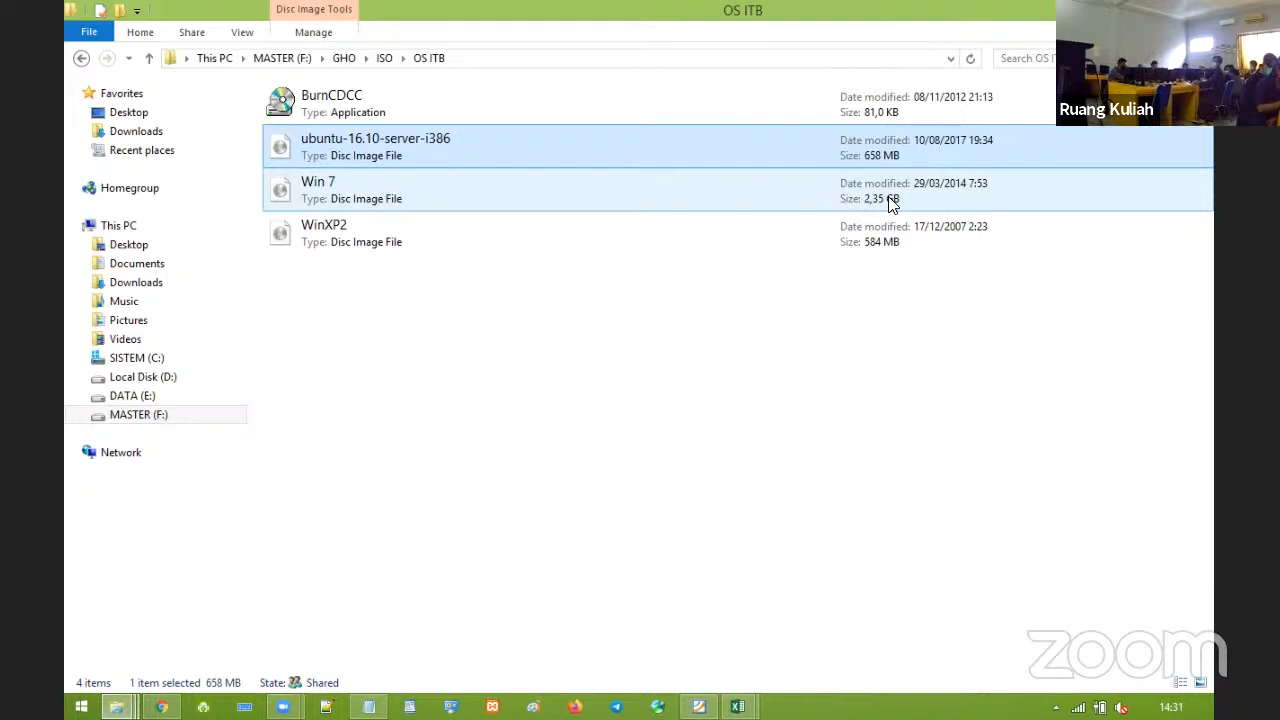 Disc Image Tools
OS ITB
File Home Share View Manage
This PC MASTER (F:) GHO ISO OS ITB
Search OS IT
Ruang Kuliah
Favorites
Desktop
Downloads
Recent places
Homegroup
This PC
Desktop
Documents
Downloads
Music
Pictures
Videos
SISTEM (C:)
Local Disk (D:)
DATA (E:)
MASTER (F:)
Network
BurnCDCC
Type: Application
Date modified: 08/11/2012 21:13
Size: 81,0 KB
ubuntu-16.10-server-i386
Type: Disc Image File
Date modified: 10/08/2017 19:34
Size: 658 MB
Win 7
Type: Disc Image File
Date modified: 29/03/2014 7:53
Size: 2,35 GB
WinXP2
Type: Disc Image File
Date modified: 17/12/2007 2:23
Size: 584 MB
zoom
4 items 1 item selected 658 MB State: Shared
14:31